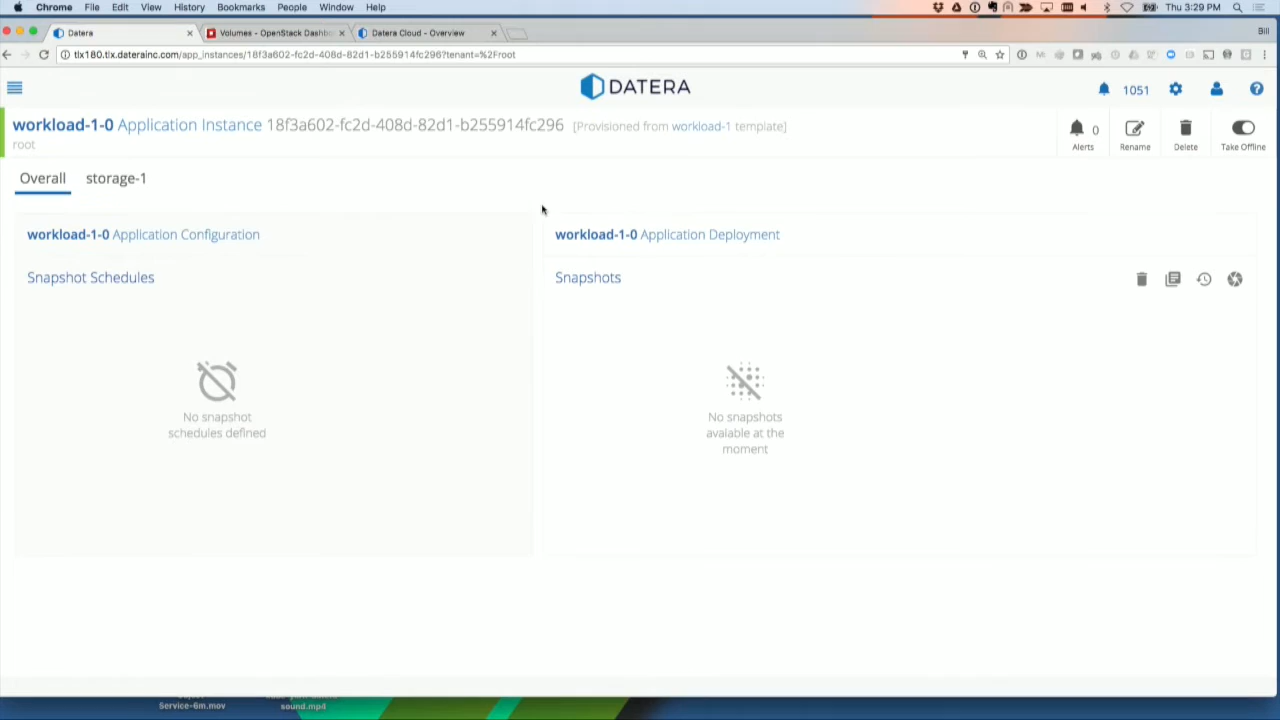 Chrome File Edit View History Bookmarks People Window Help Thu 3:29 PM
Datera Volumes - OpenStack Dashb Datera Cloud - Overview Bill
tlx180.tlx.daterainc.com/app_instances/18f3a602-fc2d-408d-82d1-b255914fc296?tenant=%2Froot
DATERA 1051
workload-1-0 Application Instance 18f3a602-fc2d-408d-82d1-b255914fc296 [Provisioned from workload-1 template]
root
0
Alerts Rename Delete Take Offline
Overall storage-1
workload-1-0 Application Configuration
Snapshot Schedules
No snapshot
schedules defined
workload-1-0 Application Deployment
Snapshots
No snapshots
avalable at the
moment
Service-6m.mov
sound.mp4